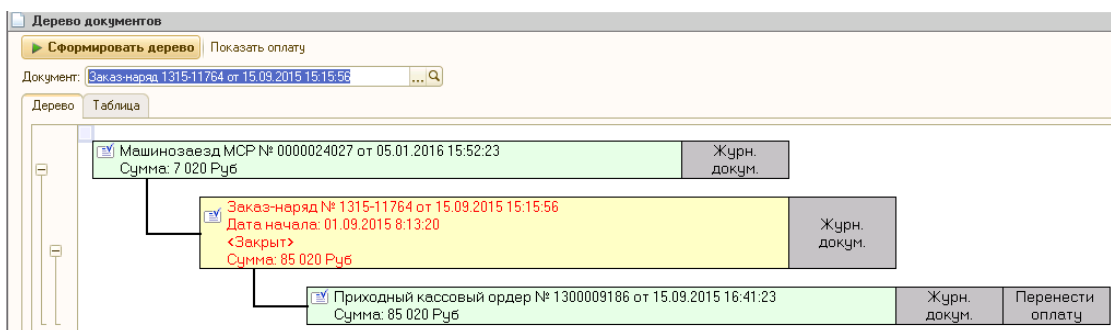 Дерево документов
Сформировать дерево Показать оплату
Документ: Заказ-наряд 1315-11764 от 15.09.2015 15:15:56 ...
Дерево Таблица
Машинозаезд МСР № 0000024027 от 05.01.2016 15:52:23
Сумма: 7 020 Руб
Журн.
докум.
Заказ-наряд № 1315-11764 от 15.09.2015 15:15:56
Дата начала: 01.09.2015 8:13:20
<Закрыт>
Сумма: 85 020 Руб
Журн.
докум.
Приходный кассовый ордер № 1300009186 от 15.09.2015 16:41:23
Сумма: 85 020 Руб
Журн.
докум.
Перенести
оплату